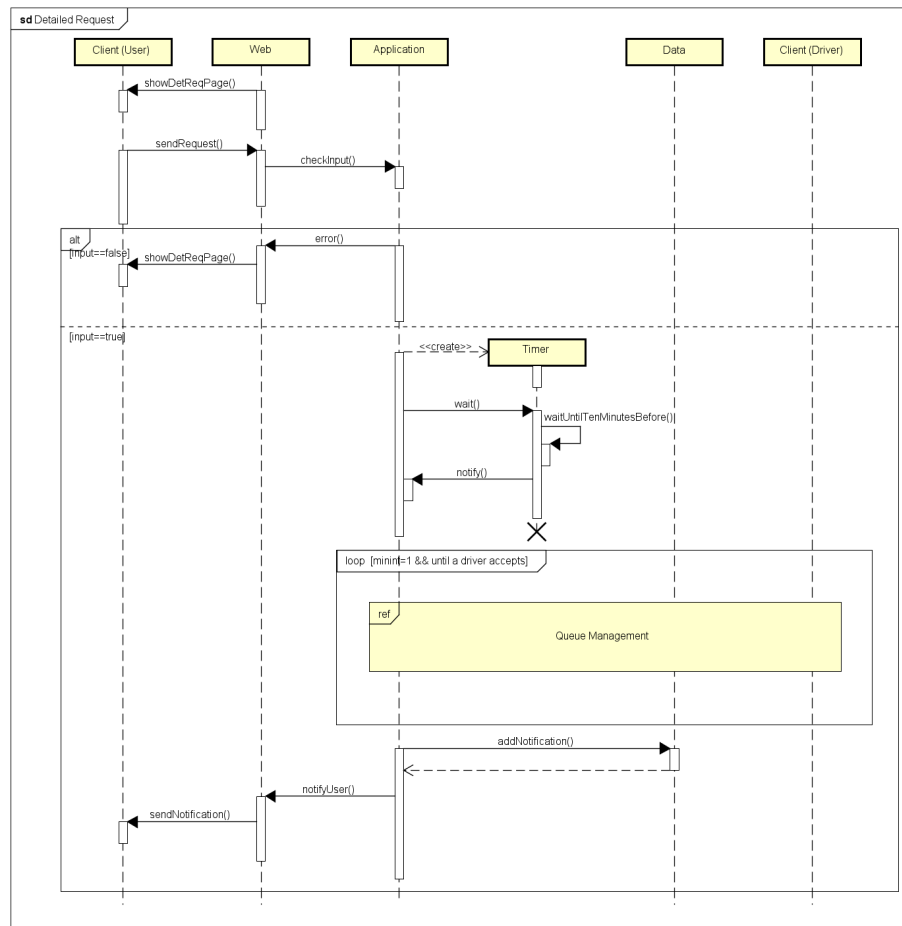 sd Detailed Request
Client (User)
Web
Application
Data
Client (Driver)
showDetReqPage()
sendRequest()
checkInput()
alt
[input==false]
error()
showDetReqPage()
[input==true]
<<create>>
Timer
wait()
waitUntilTenMinutesBefore()
notify()
loop [minint=1 && until a driver accepts]
ref
Queue Management
addNotification()
notifyUser()
sendNotification()